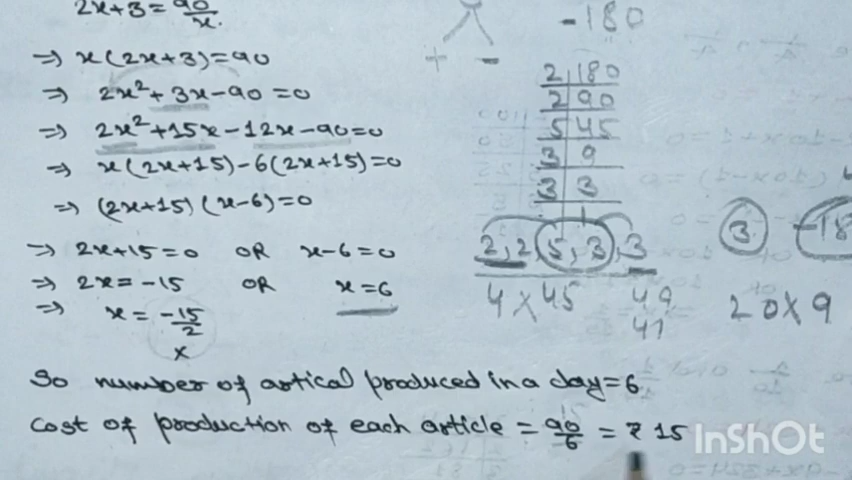 2x+3=90/x
⇒ x(2x+3)=90
⇒ 2x²+3x-90=0
⇒ 2x²+15x-12x-90=0
⇒ x(2x+15)-6(2x+15)=0
⇒ (2x+15)(x-6)=0
⇒ 2x+15=0 OR x-6=0
⇒ 2x=-15 OR x=6
⇒ x=-15/2
x
So number of artical produced in a day=6
Cost of production of each article = 90/6 = ₹ 15
-180
+ -
2 180
2 90
5 45
3 9
3 3
1
2,2,5,3,3
4×45 49
41
3 -18
20×9
InShOt